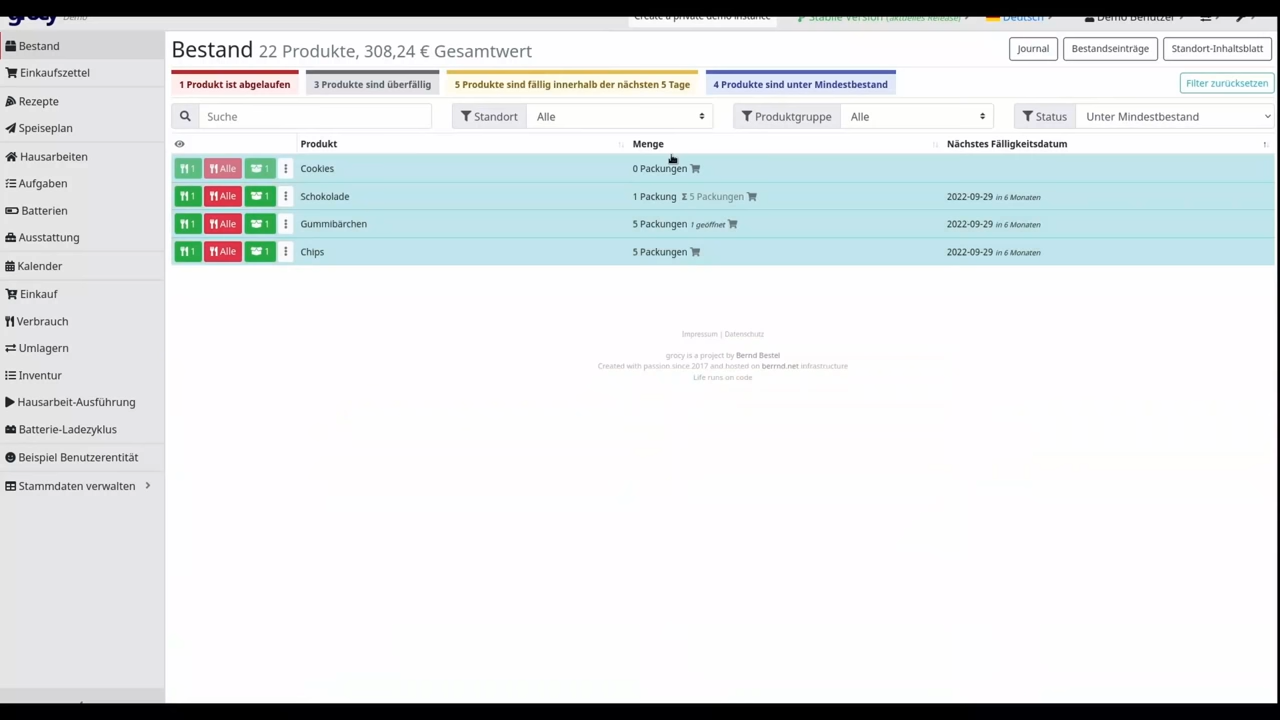 grocy Demo Create a private demo instance Stabile Version (aktuelles Release) Deutsch Demo Benutzer
Bestand
Einkaufszettel
Rezepte
Speiseplan
Hausarbeiten
Aufgaben
Batterien
Ausstattung
Kalender
Einkauf
Verbrauch
Umlagern
Inventur
Hausarbeit-Ausführung
Batterie-Ladezyklus
Beispiel Benutzerentität
Stammdaten verwalten
Bestand 22 Produkte, 308,24 € Gesamtwert
Journal Bestandseinträge Standort-Inhaltsblatt
1 Produkt ist abgelaufen 3 Produkte sind überfällig 5 Produkte sind fällig innerhalb der nächsten 5 Tage 4 Produkte sind unter Mindestbestand Filter zurücksetzen
Suche Standort Alle Produktgruppe Alle Status Unter Mindestbestand
Produkt Menge Nächstes Fälligkeitsdatum
1 Alle 1 Cookies 0 Packungen
1 Alle 1 Schokolade 1 Packung Σ 5 Packungen 2022-09-29 in 6 Monaten
1 Alle 1 Gummibärchen 5 Packungen 1 geöffnet 2022-09-29 in 6 Monaten
1 Alle 1 Chips 5 Packungen 2022-09-29 in 6 Monaten
Impressum | Datenschutz
grocy is a project by Bernd Bestel
Created with passion since 2017 and hosted on berrnd.net infrastructure
Life runs on code